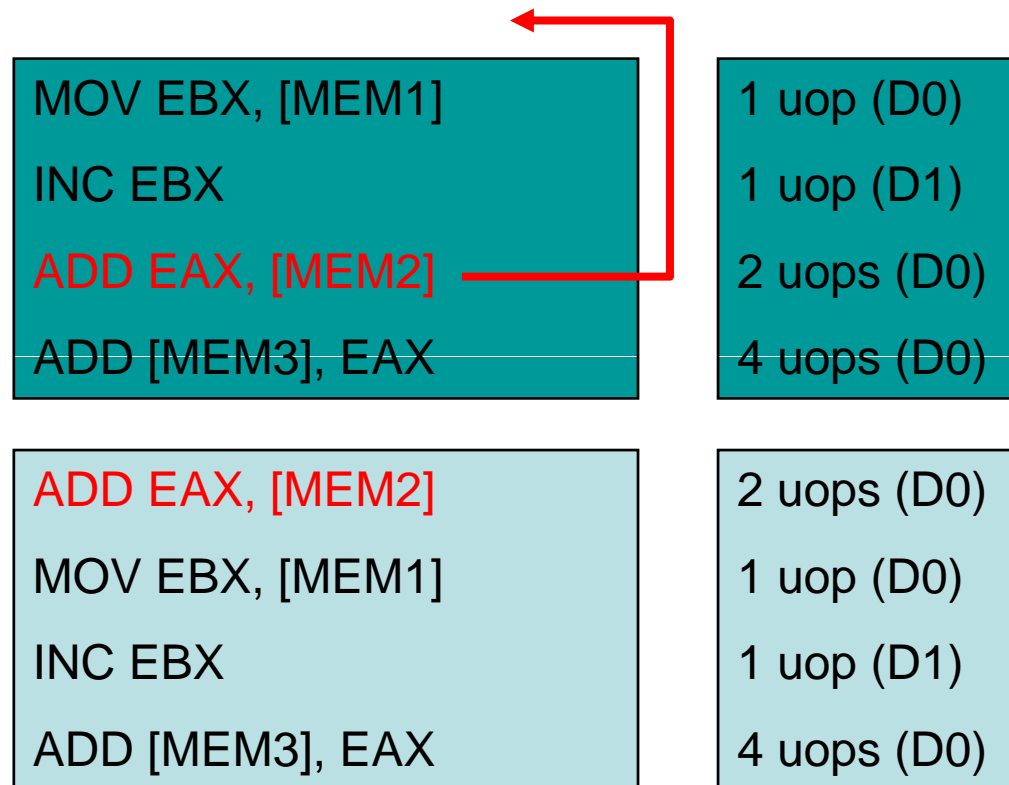 MOV EBX, [MEM1] 1 uop (D0)
INC EBX 1 uop (D1)
ADD EAX, [MEM2] 2 uops (D0)
ADD [MEM3], EAX 4 uops (D0)
ADD EAX, [MEM2] 2 uops (D0)
MOV EBX, [MEM1] 1 uop (D0)
INC EBX 1 uop (D1)
ADD [MEM3], EAX 4 uops (D0)